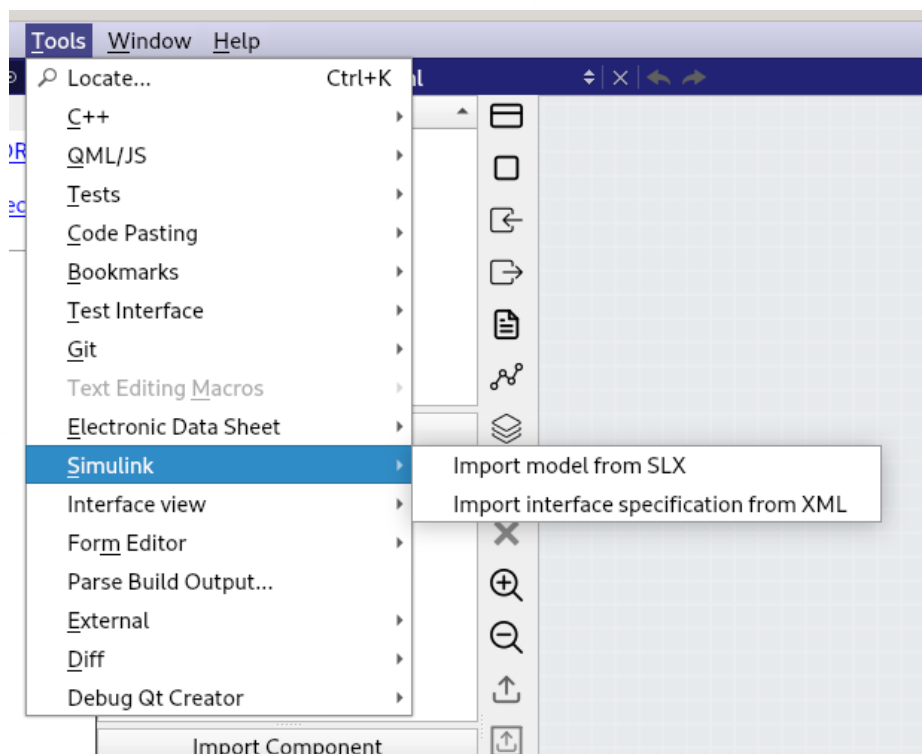 Tools Window Help
Locate... Ctrl+K
C++
QML/JS
Tests
Code Pasting
Bookmarks
Test Interface
Git
Text Editing Macros
Electronic Data Sheet
Simulink
Import model from SLX
Interface view
Import interface specification from XML
Form Editor
Parse Build Output...
External
Diff
Debug Qt Creator
Import Component